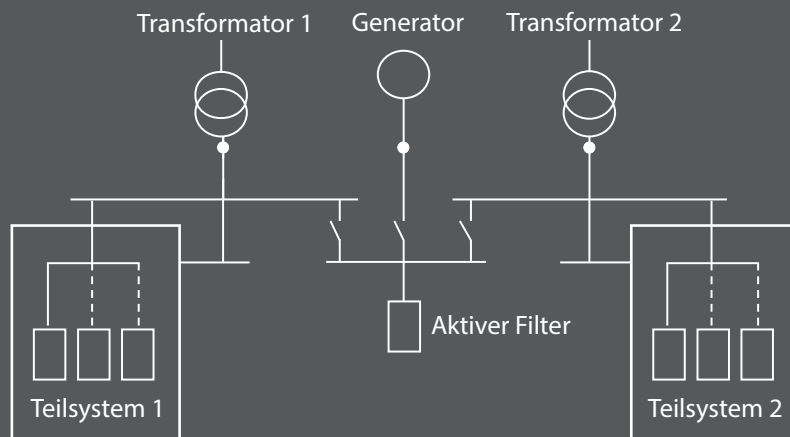 Transformator 1
Generator
Transformator 2
Aktiver Filter
Teilsystem 1
Teilsystem 2